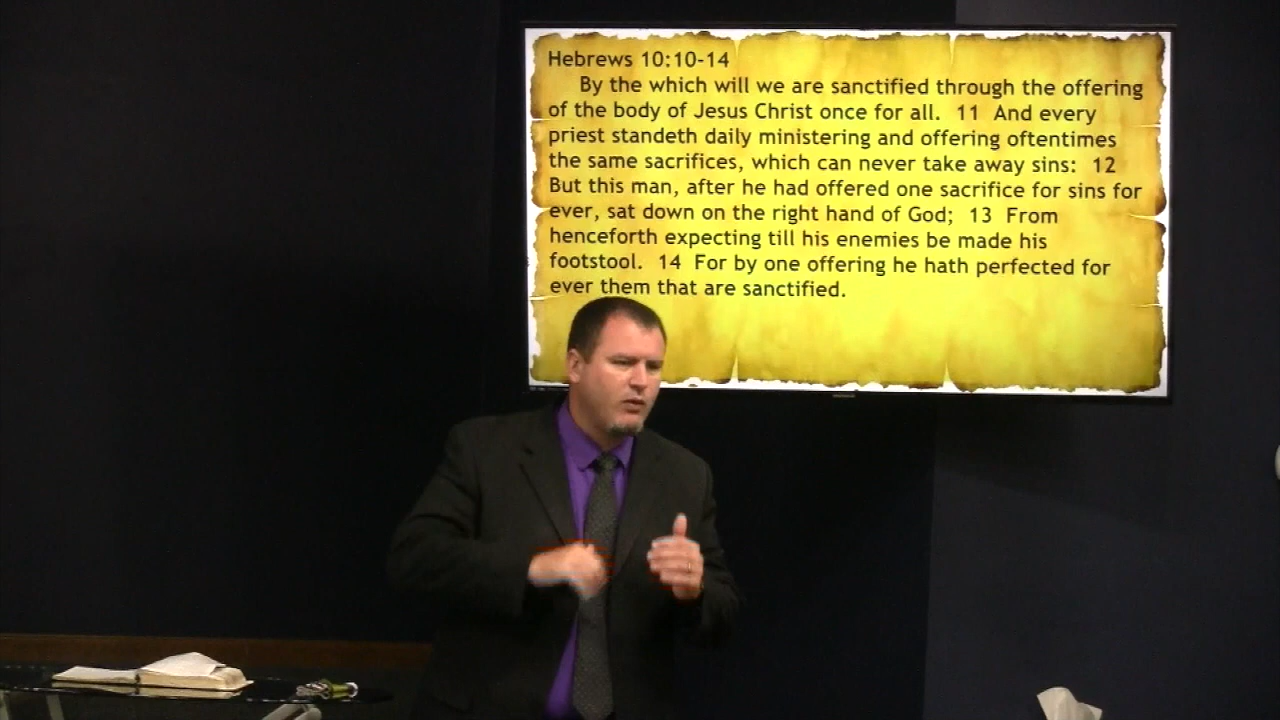 Hebrews 10:10-14
By the which will we are sanctified through the offering
of the body of Jesus Christ once for all. 11 And every
priest standeth daily ministering and offering oftentimes
the same sacrifices, which can never take away sins: 12
But this man, after he had offered one sacrifice for sins for
ever, sat down on the right hand of God; 13 From
henceforth expecting till his enemies be made his
footstool. 14 For by one offering he hath perfected for
ever them that are sanctified.